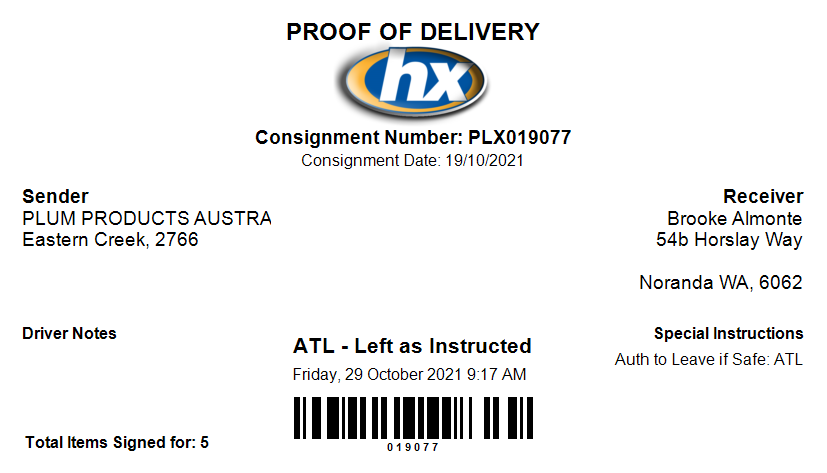 PROOF OF DELIVERY
hx
Consignment Number: PLX019077
Consignment Date: 19/10/2021
Sender
PLUM PRODUCTS AUSTRA
Eastern Creek, 2766
Receiver
Brooke Almonte
54b Horslay Way
Noranda WA, 6062
Driver Notes
ATL - Left as Instructed
Friday, 29 October 2021 9:17 AM
Special Instructions
Auth to Leave if Safe: ATL
019077
Total Items Signed for: 5